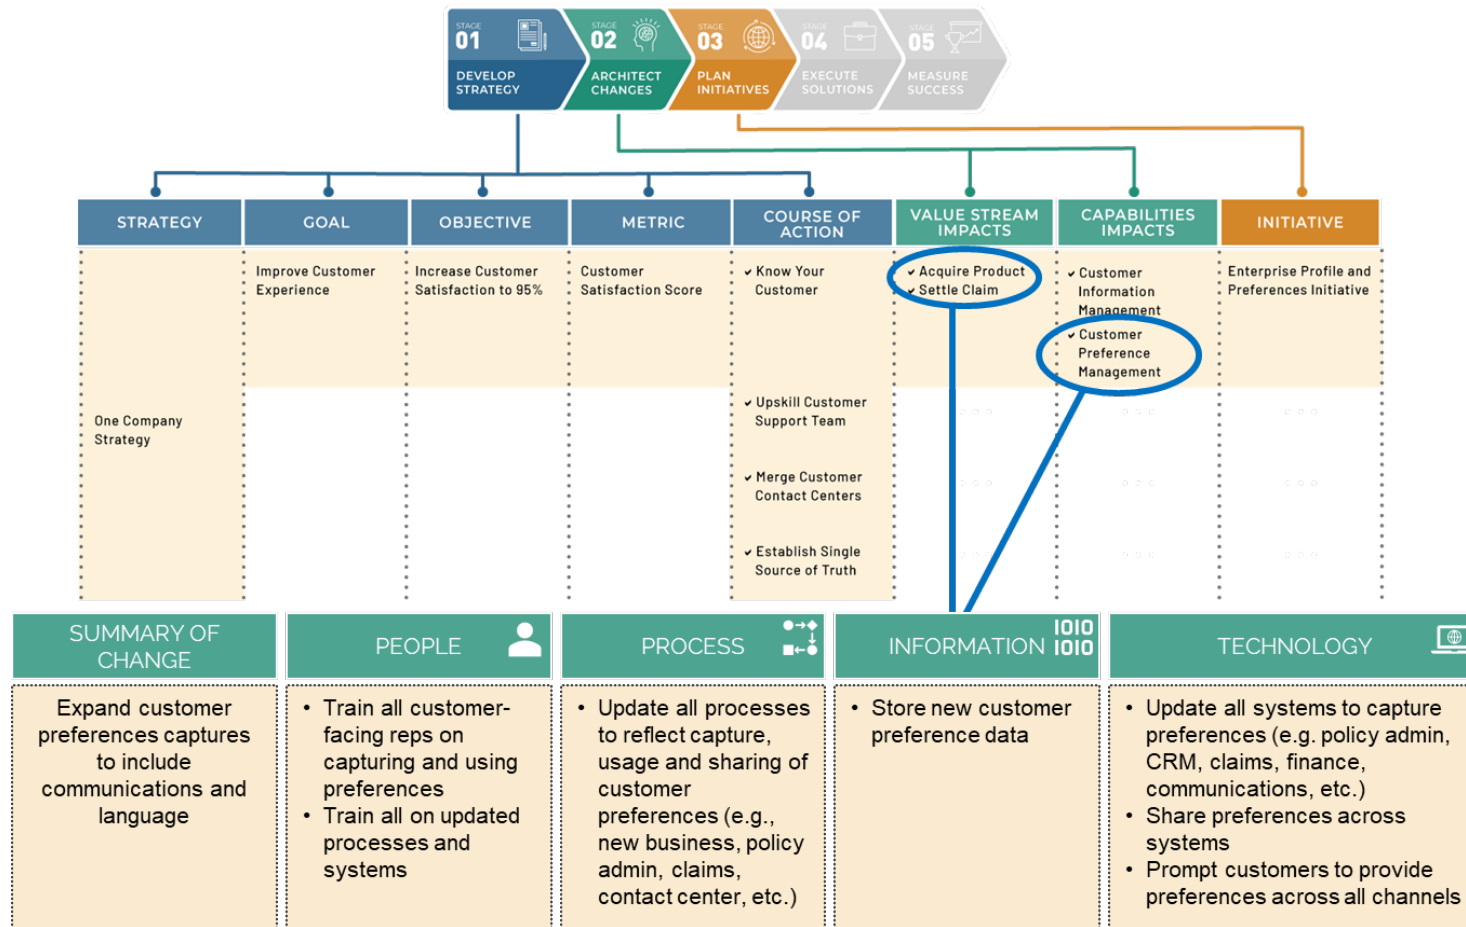 STAGE
01
DEVELOP
STRATEGY
STAGE
02
ARCHITECT
CHANGES
STAGE
03
PLAN
INITIATIVES
STAGE
04
EXECUTE
SOLUTIONS
STAGE
05
MEASURE
SUCCESS
STRATEGY
GOAL
OBJECTIVE
METRIC
COURSE OF
ACTION
VALUE STREAM
IMPACTS
CAPABILITIES
IMPACTS
INITIATIVE
One Company
Strategy
Improve Customer
Experience
Increase Customer
Satisfaction to 95%
Customer
Satisfaction Score
✓ Know Your
Customer
✓ Upskill Customer
Support Team
✓ Merge Customer
Contact Centers
✓ Establish Single
Source of Truth
✓ Acquire Product
✓ Settle Claim
✓ Customer
Information
Management
✓ Customer
Preference
Management
Enterprise Profile and
Preferences Initiative
SUMMARY OF
CHANGE
Expand customer
preferences captures
to include
communications and
language
PEOPLE
• Train all customer-
facing reps on
capturing and using
preferences
• Train all on updated
processes and
systems
PROCESS
• Update all processes
to reflect capture,
usage and sharing of
customer
preferences (e.g.,
new business, policy
admin, claims,
contact center, etc.)
INFORMATION
1010
1010
• Store new customer
preference data
TECHNOLOGY
• Update all systems to capture
preferences (e.g. policy admin,
CRM, claims, finance,
communications, etc.)
• Share preferences across
systems
• Prompt customers to provide
preferences across all channels